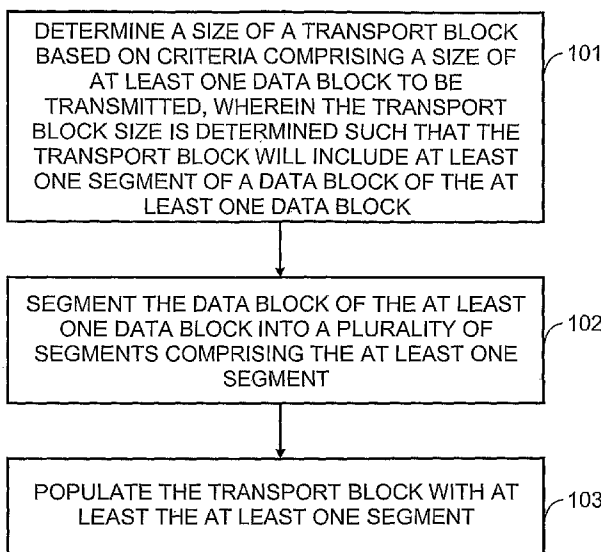 DETERMINE A SIZE OF A TRANSPORT BLOCK
BASED ON CRITERIA COMPRISING A SIZE OF
AT LEAST ONE DATA BLOCK TO BE
TRANSMITTED, WHEREIN THE TRANSPORT
BLOCK SIZE IS DETERMINED SUCH THAT THE
TRANSPORT BLOCK WILL INCLUDE AT LEAST
ONE SEGMENT OF A DATA BLOCK OF THE AT
LEAST ONE DATA BLOCK
101
SEGMENT THE DATA BLOCK OF THE AT LEAST
ONE DATA BLOCK INTO A PLURALITY OF
SEGMENTS COMPRISING THE AT LEAST ONE
SEGMENT
102
POPULATE THE TRANSPORT BLOCK WITH AT
LEAST THE AT LEAST ONE SEGMENT
103